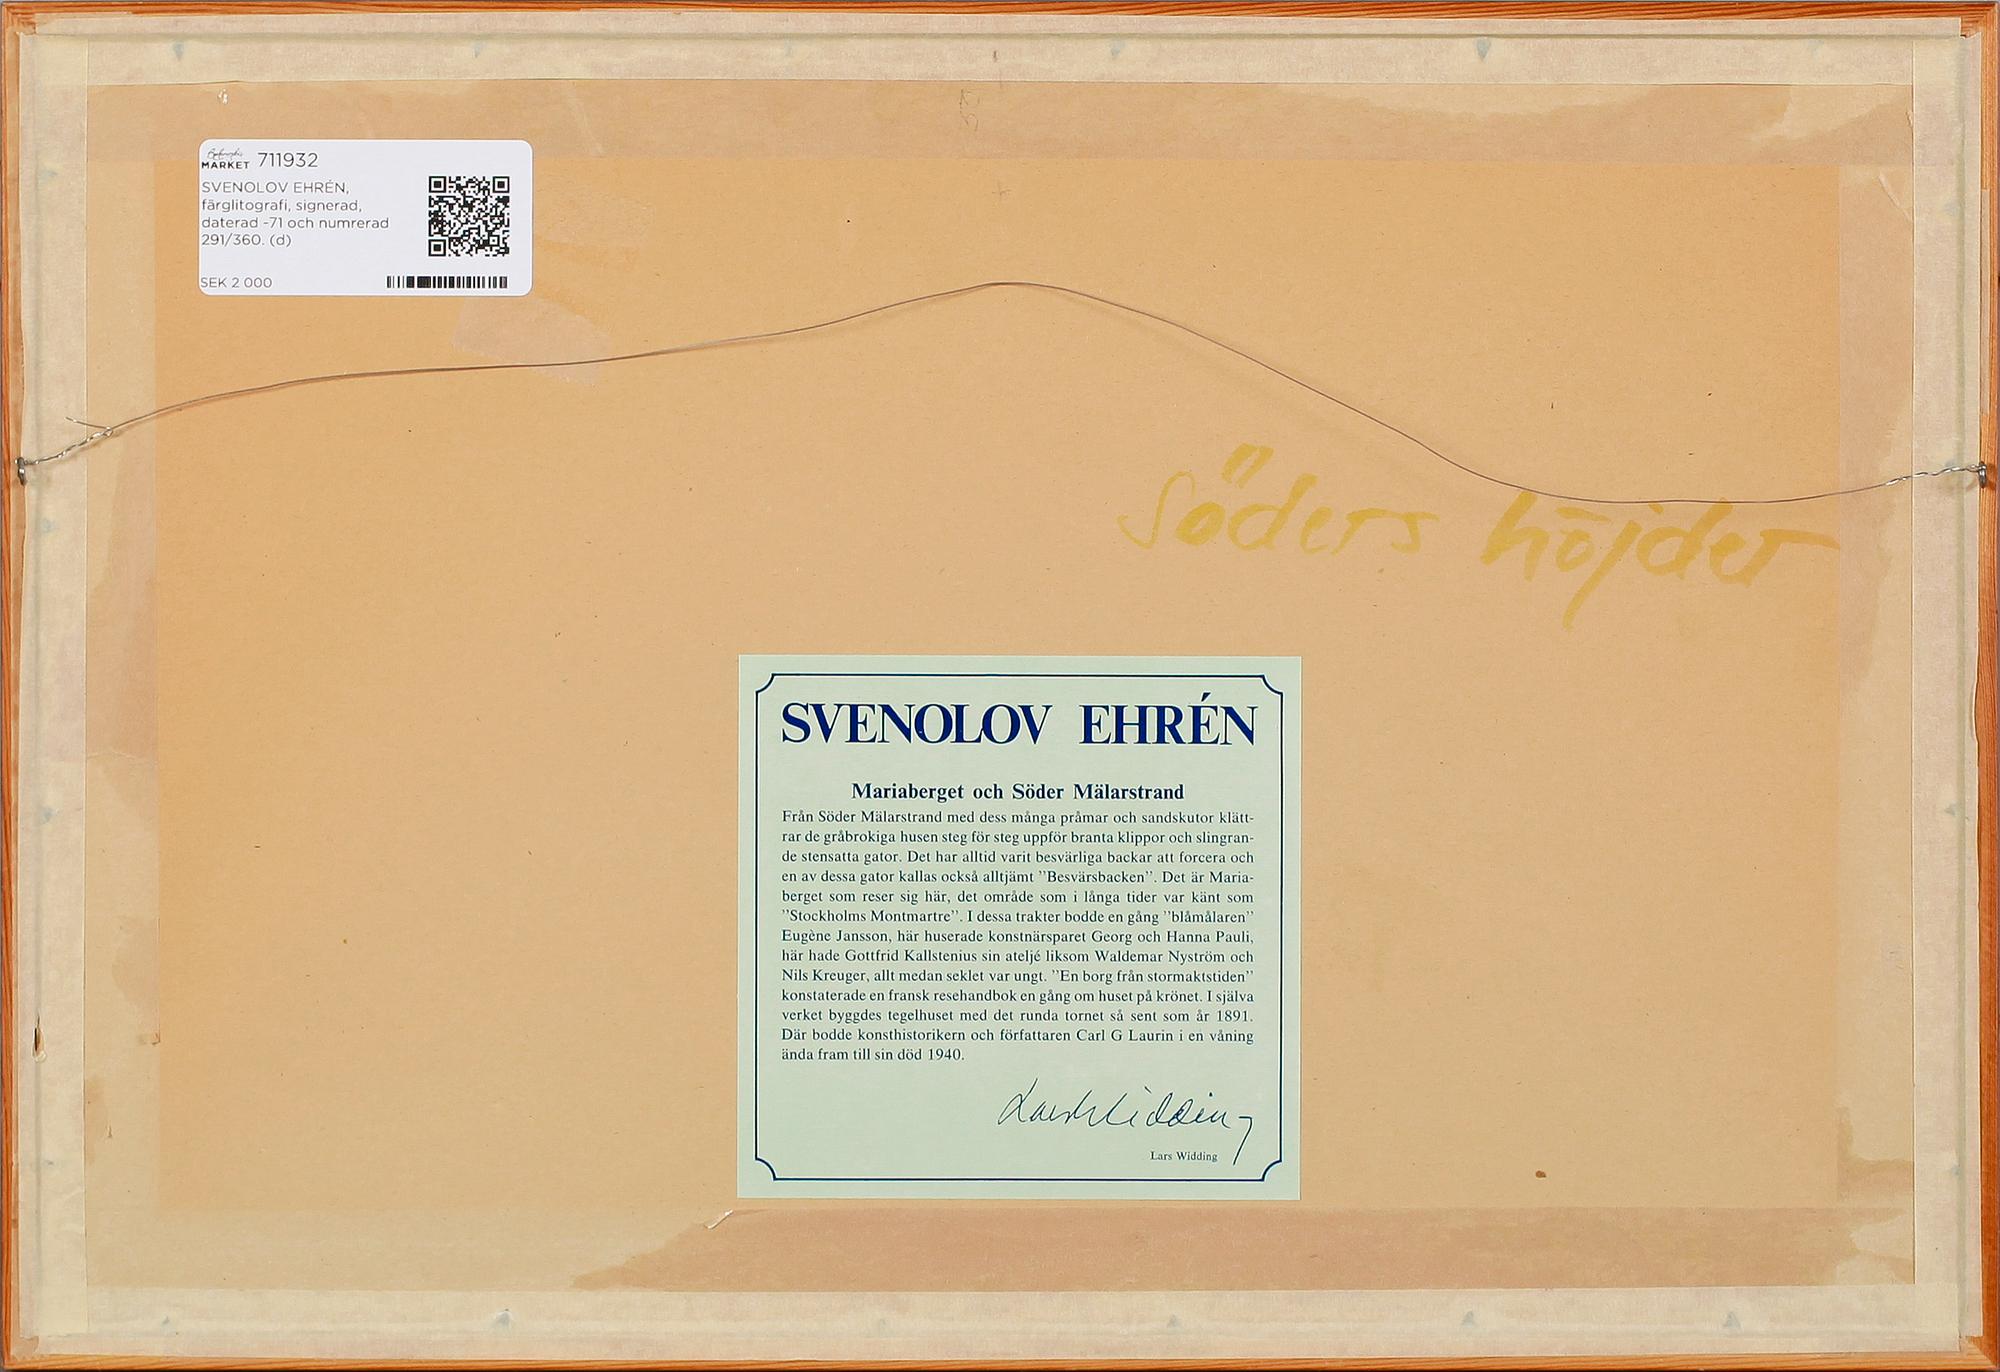 MARKET 711932
SVENOLOV EHRÉN,
färglitografi, signerad,
daterad -71 och numrerad
291/360. (d)
SEK 2 000
Söders höjder
SVENOLOV EHRÉN
Mariaberget och Söder Mälarstrand
Från Söder Mälarstrand med dess många pråmar och sandskutor klätt-
rar de gråbrokiga husen steg för steg uppför branta klippor och slingran-
de stensatta gator. Det har alltid varit besvärliga backar att forcera och
en av dessa gator kallas också alltjämt ”Besvärsbacken”. Det är Maria-
berget som reser sig här, det område som i långa tider var känt som
”Stockholms Montmartre”. I dessa trakter bodde en gång ”blåmålaren”
Eugène Jansson, här huserade konstnärsparet Georg och Hanna Pauli,
här hade Gottfrid Kallstenius sin ateljé liksom Waldemar Nyström och
Nils Kreuger, allt medan seklet var ungt. ”En borg från stormaktstiden”
konstaterade en fransk resehandbok en gång om huset på krönet. I själva
verket byggdes tegelhuset med det runda tornet så sent som år 1891.
Där bodde konsthistorikern och författaren Carl G Laurin i en våning
ända fram till sin död 1940.
Lars Widding
Lars Widding